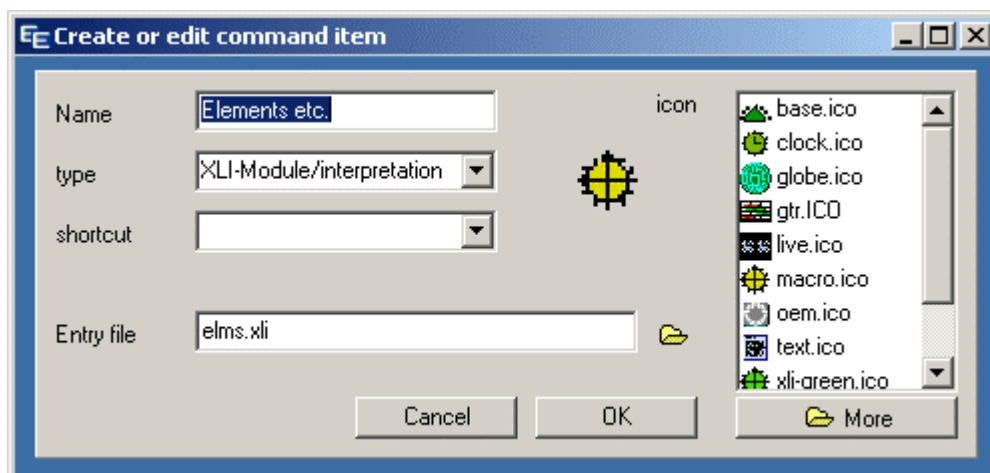 EE Create or edit command item
Name
Elements etc.
icon
type
XLI-Module/interpretation
shortcut
Entry file
elms.xli
Cancel
OK
base.ico
clock.ico
globe.ico
gtr.ICO
live.ico
macro.ico
oem.ico
text.ico
xli-green.ico
More